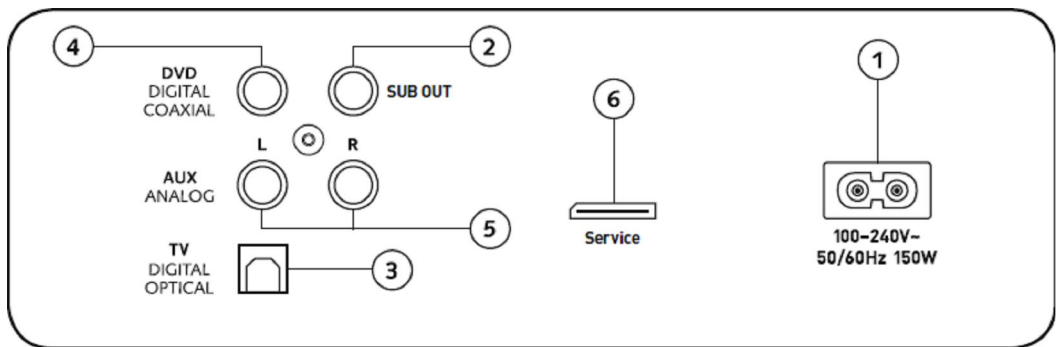 4
2
1
DVD
DIGITAL
COAXIAL
SUB OUT
6
L R
AUX
ANALOG
5
Service
100–240V~
50/60Hz 150W
TV
DIGITAL
OPTICAL
3